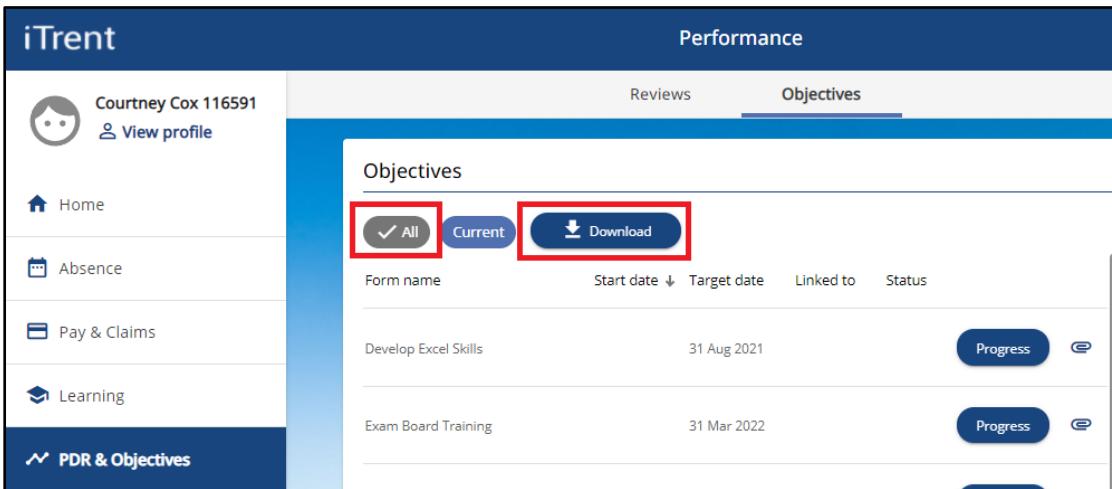 iTrent
Performance
Courtney Cox 116591
View profile
Home
Absence
Pay & Claims
Learning
PDR & Objectives
Reviews Objectives
Objectives
All Current Download
Form name Start date Target date Linked to Status
Develop Excel Skills 31 Aug 2021 Progress
Exam Board Training 31 Mar 2022 Progress